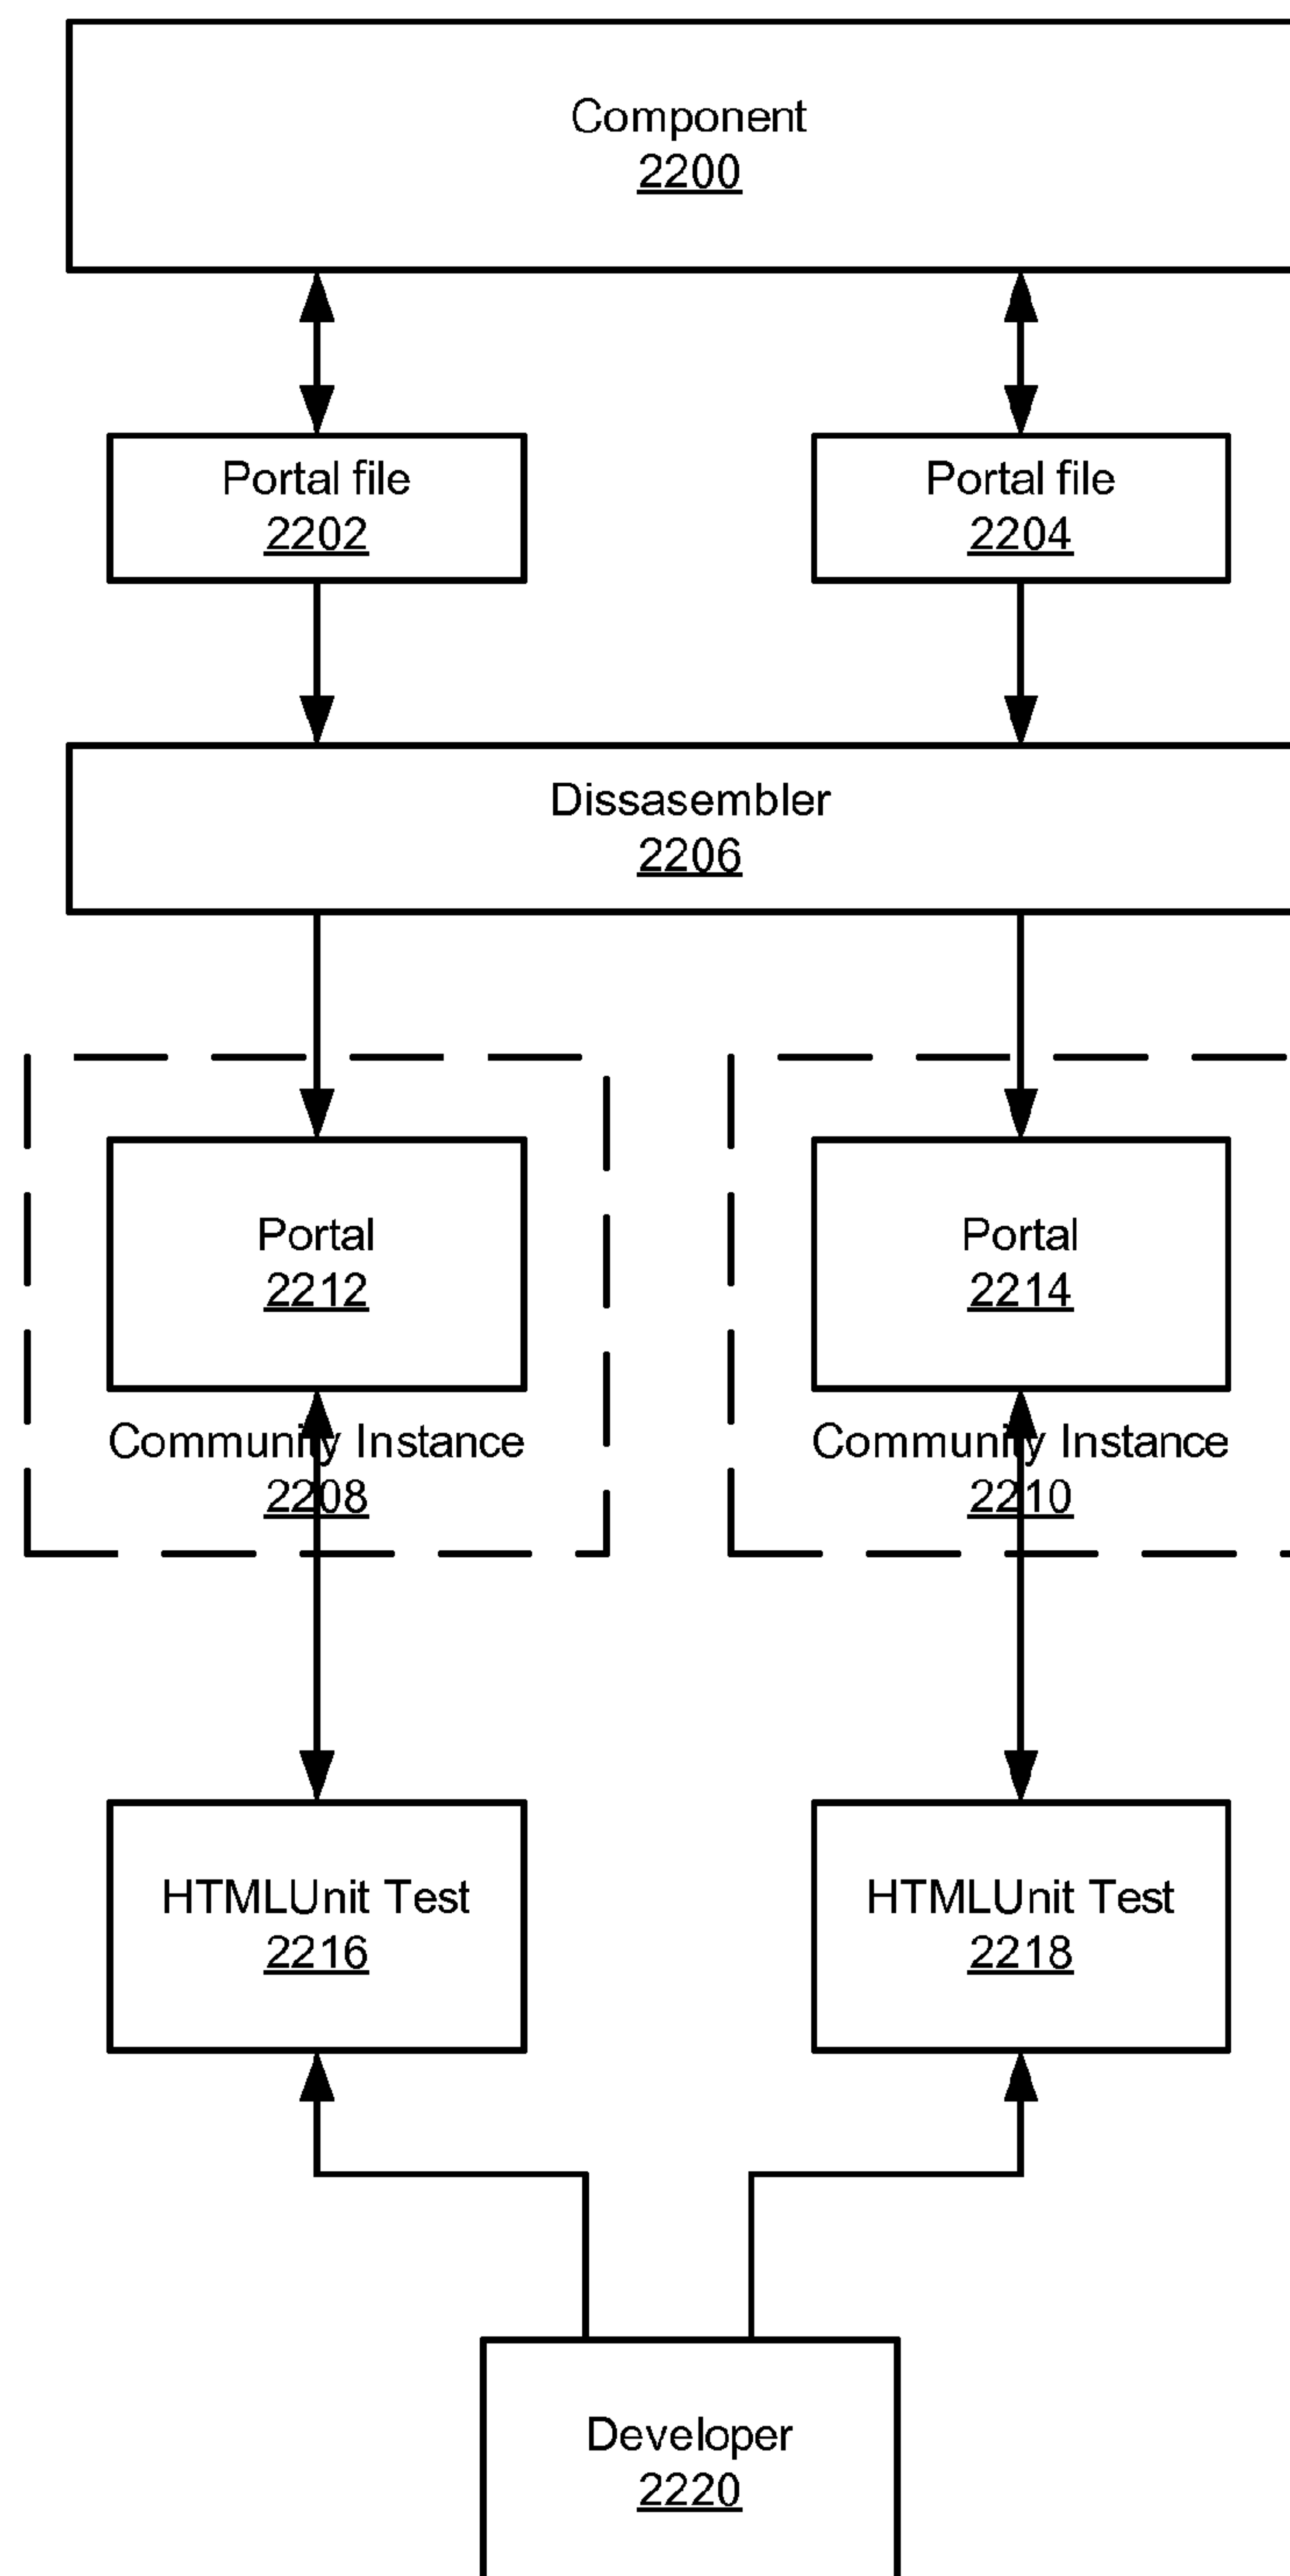 Component
2200
Portal file
2202
Portal file
2204
Dissasembler
2206
Portal
2212
Portal
2214
Community Instance
2208
Community Instance
2210
HTMLUnit Test
2216
HTMLUnit Test
2218
Developer
2220